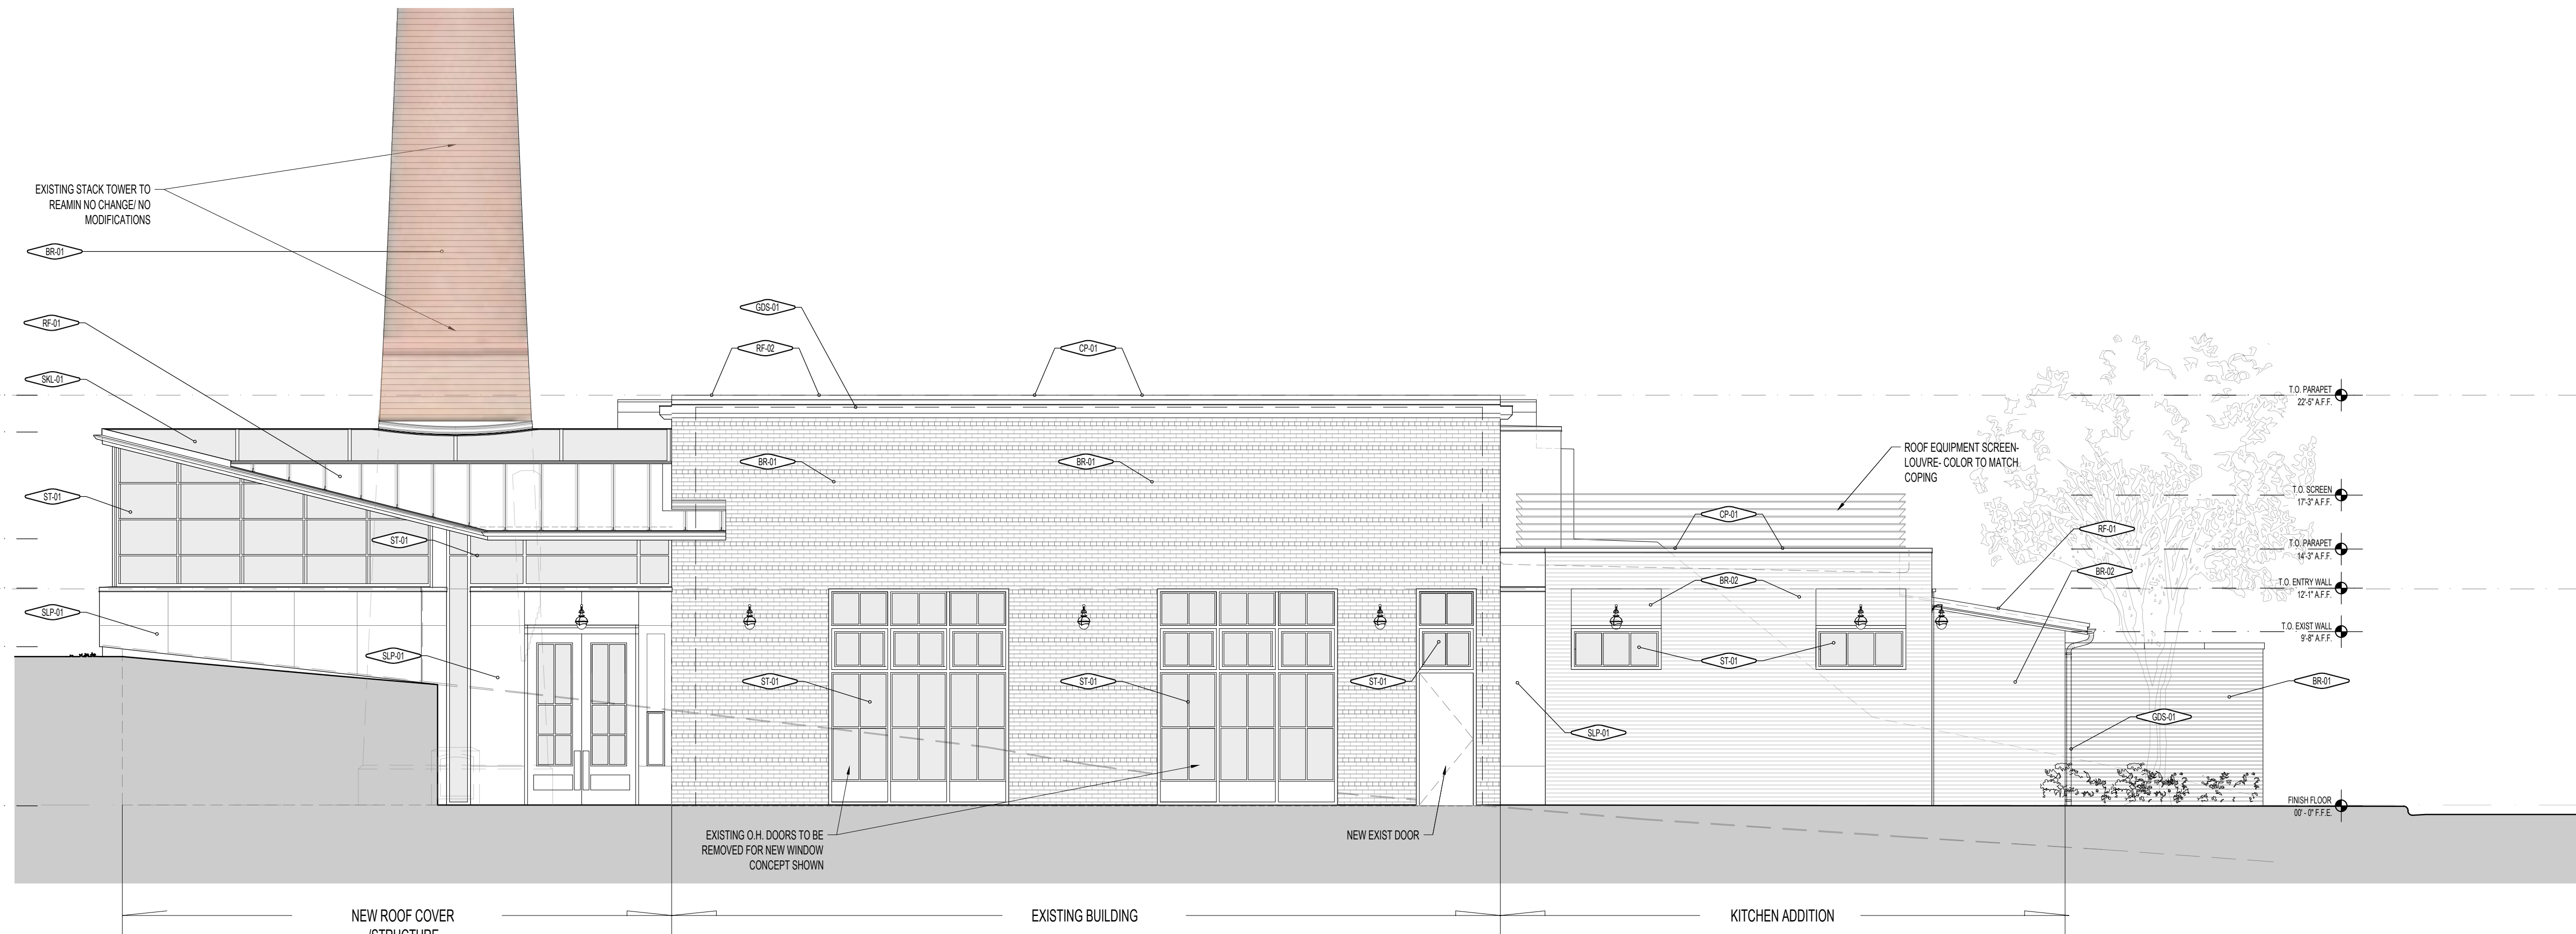 EXISTING STACK TOWER TO
REAMIN NO CHANGE/ NO
MODIFICATIONS
BR-01
RF-01
SKL-01
ST-01
SLP-01
ST-01
SLP-01
GDS-01
RF-02
CP-01
BR-01
BR-01
ST-01
ST-01
ST-01
EXISTING O.H. DOORS TO BE
REMOVED FOR NEW WINDOW
CONCEPT SHOWN
NEW EXIST DOOR
ROOF EQUIPMENT SCREEN-
LOUVRE- COLOR TO MATCH
COPING
CP-01
BR-02
ST-01
SLP-01
RF-01
BR-02
BR-01
GDS-01
T.O. PARAPET
22'-5" A.F.F.
T.O. SCREEN
17'-3" A.F.F.
T.O. PARAPET
14'-3" A.F.F.
T.O. ENTRY WALL
12'-1" A.F.F.
T.O. EXIST WALL
9'-8" A.F.F.
FINISH FLOOR
00' - 0" F.F.E.
NEW ROOF COVER
/STRUCTURE
EXISTING BUILDING
KITCHEN ADDITION